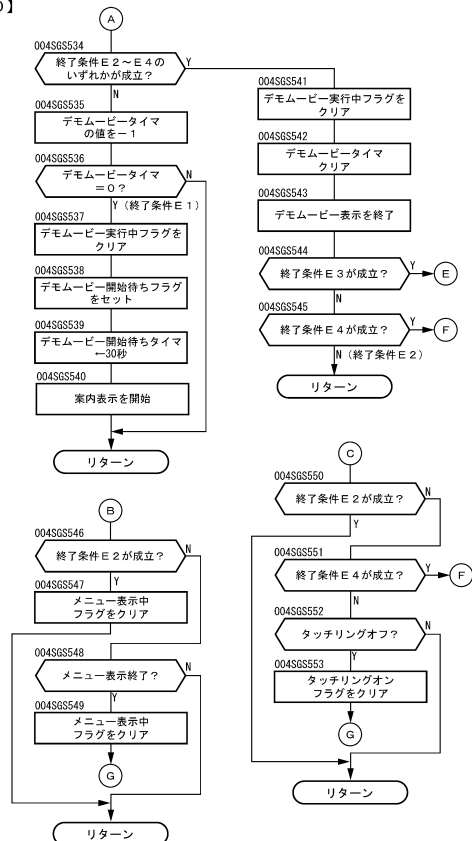 】
A
004SGS534
終了条件E2～E4の
いずれかが成立？
Y
N
004SGS535
デモムービータイマ
の値を－1
004SGS536
デモムービータイマ
＝0？
N
Y（終了条件E1）
004SGS537
デモムービー実行中フラグを
クリア
004SGS538
デモムービー開始待ちフラグ
をセット
004SGS539
デモムービー開始待ちタイマ
←30秒
004SGS540
案内表示を開始
リターン
004SGS541
デモムービー実行中フラグを
クリア
004SGS542
デモムービータイマ
クリア
004SGS543
デモムービー表示を終了
004SGS544
終了条件E3が成立？
Y
E
N
004SGS545
終了条件E4が成立？
Y
F
N（終了条件E2）
リターン
B
004SGS546
終了条件E2が成立？
N
Y
004SGS547
メニュー表示中
フラグをクリア
004SGS548
メニュー表示終了？
N
Y
004SGS549
メニュー表示中
フラグをクリア
G
リターン
C
004SGS550
終了条件E2が成立？
N
Y
004SGS551
終了条件E4が成立？
Y
F
N
004SGS552
タッチリングオフ？
N
Y
004SGS553
タッチリングオン
フラグをクリア
G
リターン